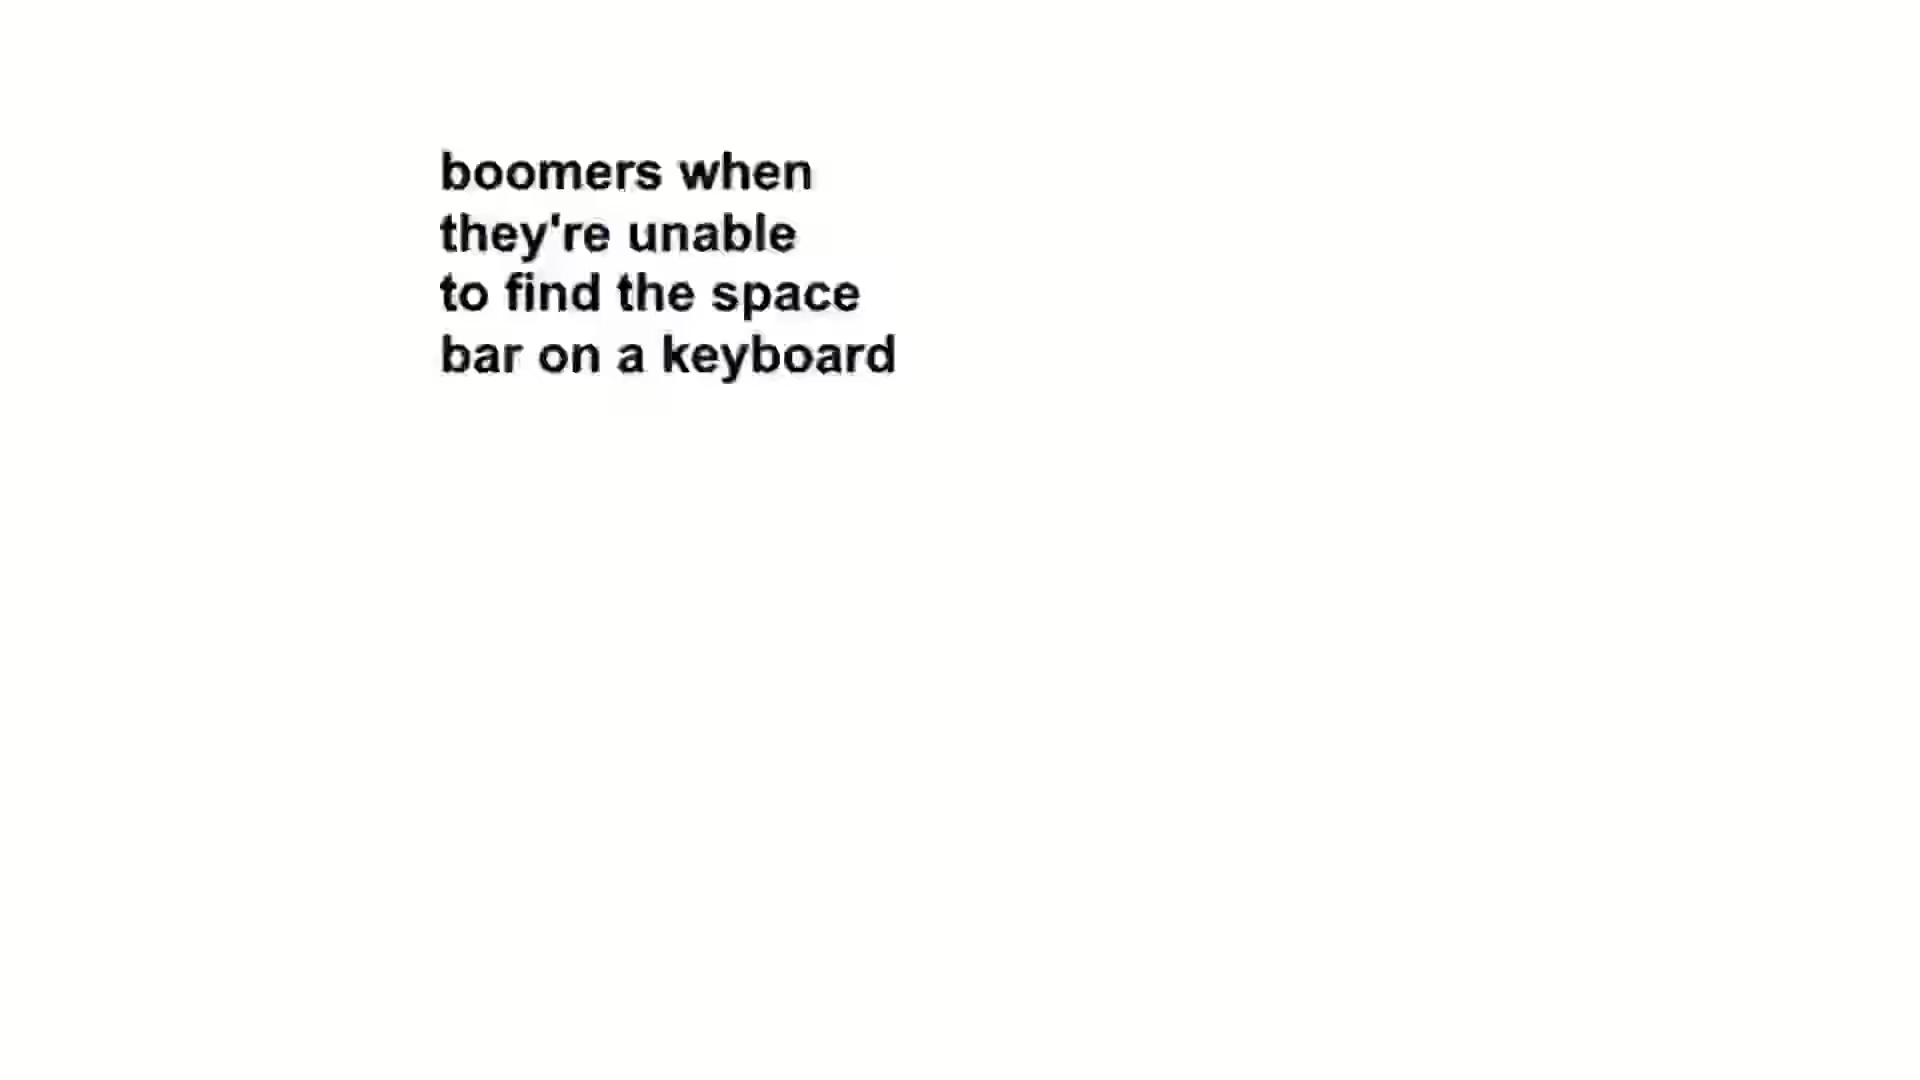 boomers when
they're unable
to find the space
bar on a keyboard